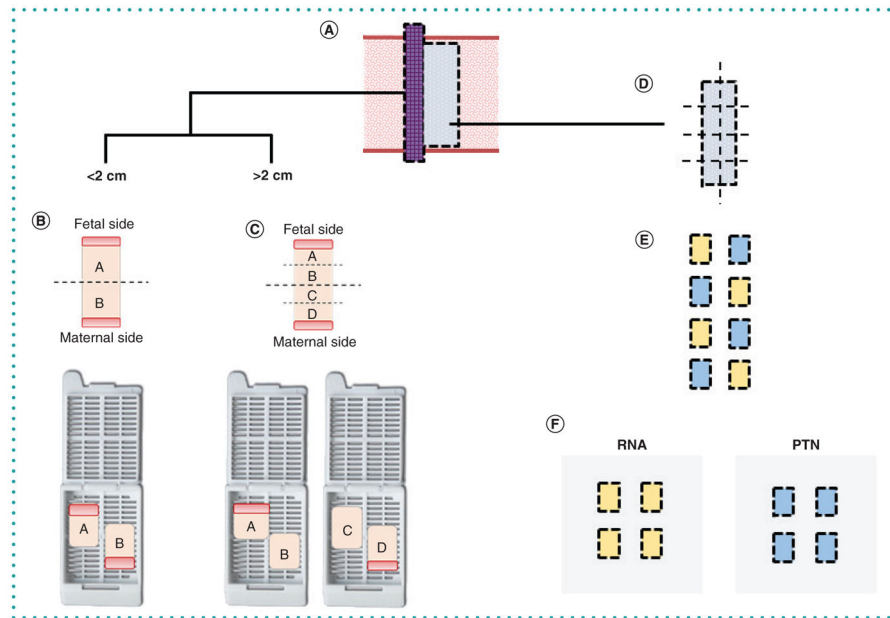 A
D
<2 cm
>2 cm
B
Fetal side
A
B
Maternal side
C
Fetal side
A
B
C
D
Maternal side
E
A
B
A
B
C
D
F
RNA
PTN